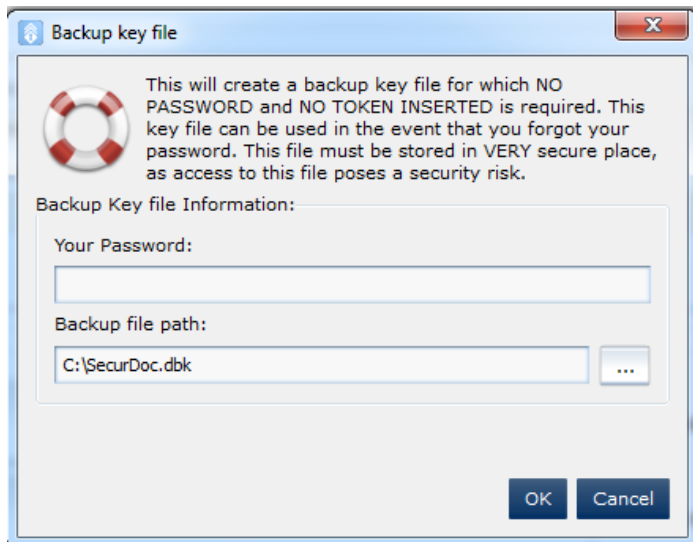 Backup key file
This will create a backup key file for which NO
PASSWORD and NO TOKEN INSERTED is required. This
key file can be used in the event that you forgot your
password. This file must be stored in VERY secure place,
as access to this file poses a security risk.
Backup Key file Information:
Your Password:
Backup file path:
C:\SecurDoc.dbk
...
OK Cancel